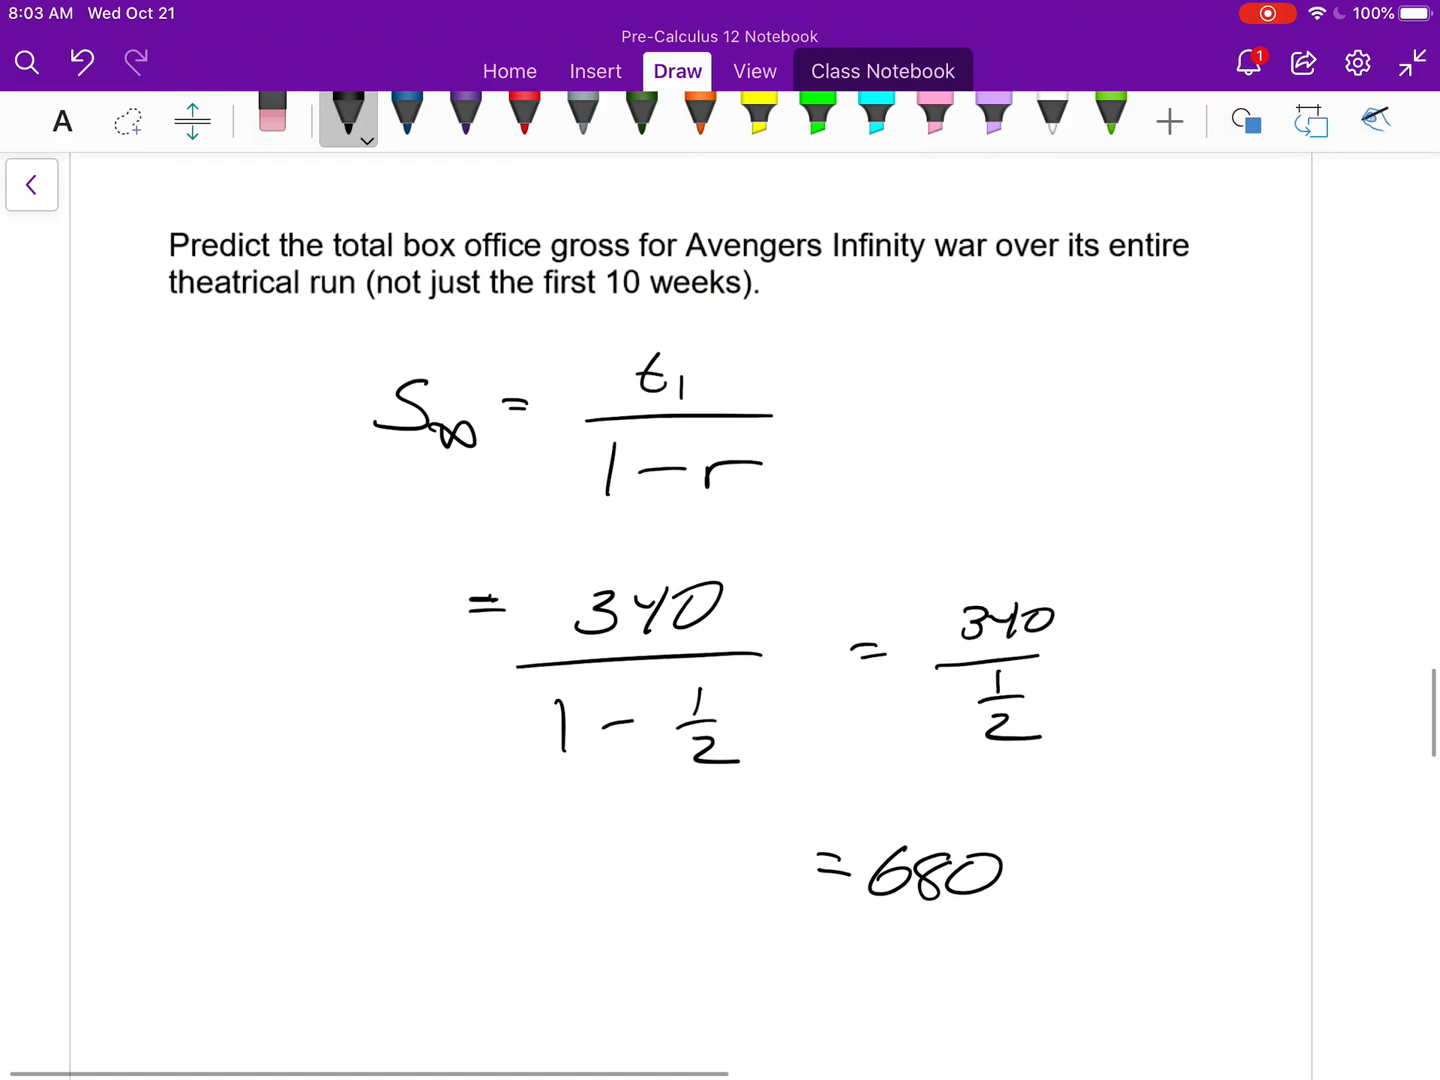 8:03 AM Wed Oct 21
100%
Pre-Calculus 12 Notebook
Home Insert Draw View Class Notebook
1
A
Predict the total box office gross for Avengers Infinity war over its entire
theatrical run (not just the first 10 weeks).
S∞ = t₁ / (1 - r)
= 340 / (1 - 1/2) = 340 / (1/2)
= 680